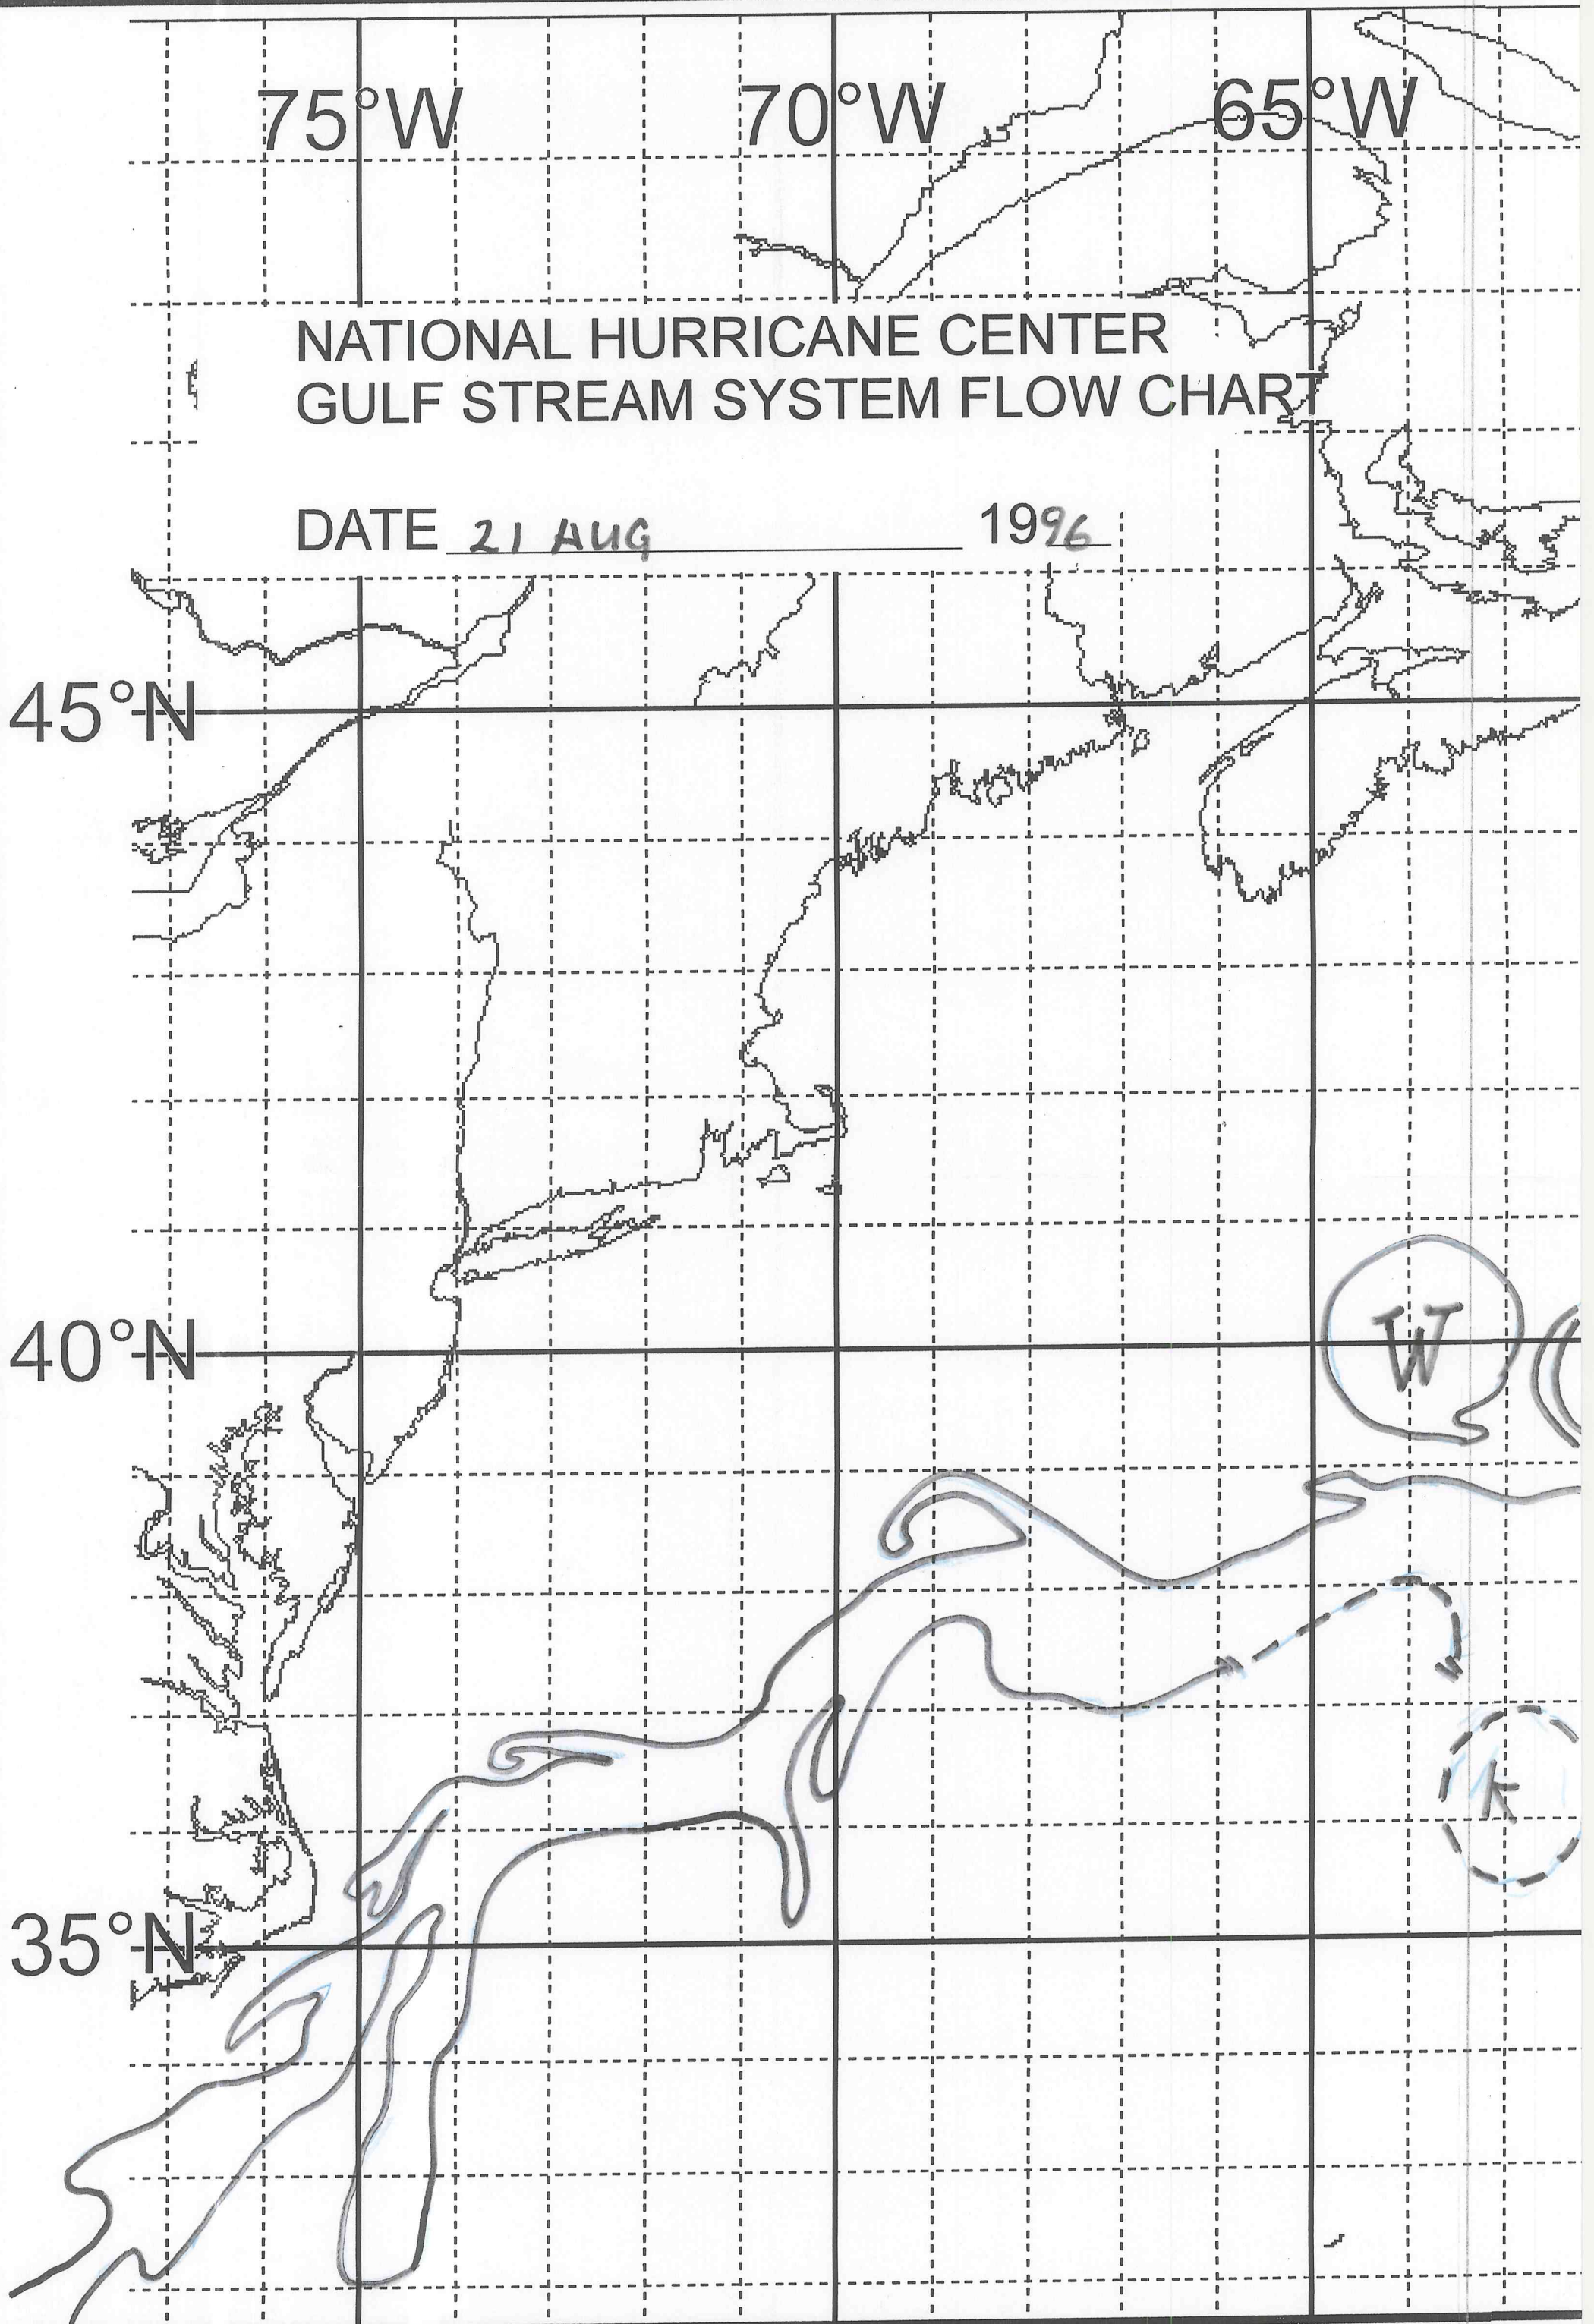 75°W 70°W 65°W
NATIONAL HURRICANE CENTER
GULF STREAM SYSTEM FLOW CHART
DATE 21 AUG 1996
45°N
40°N
W
K
35°N